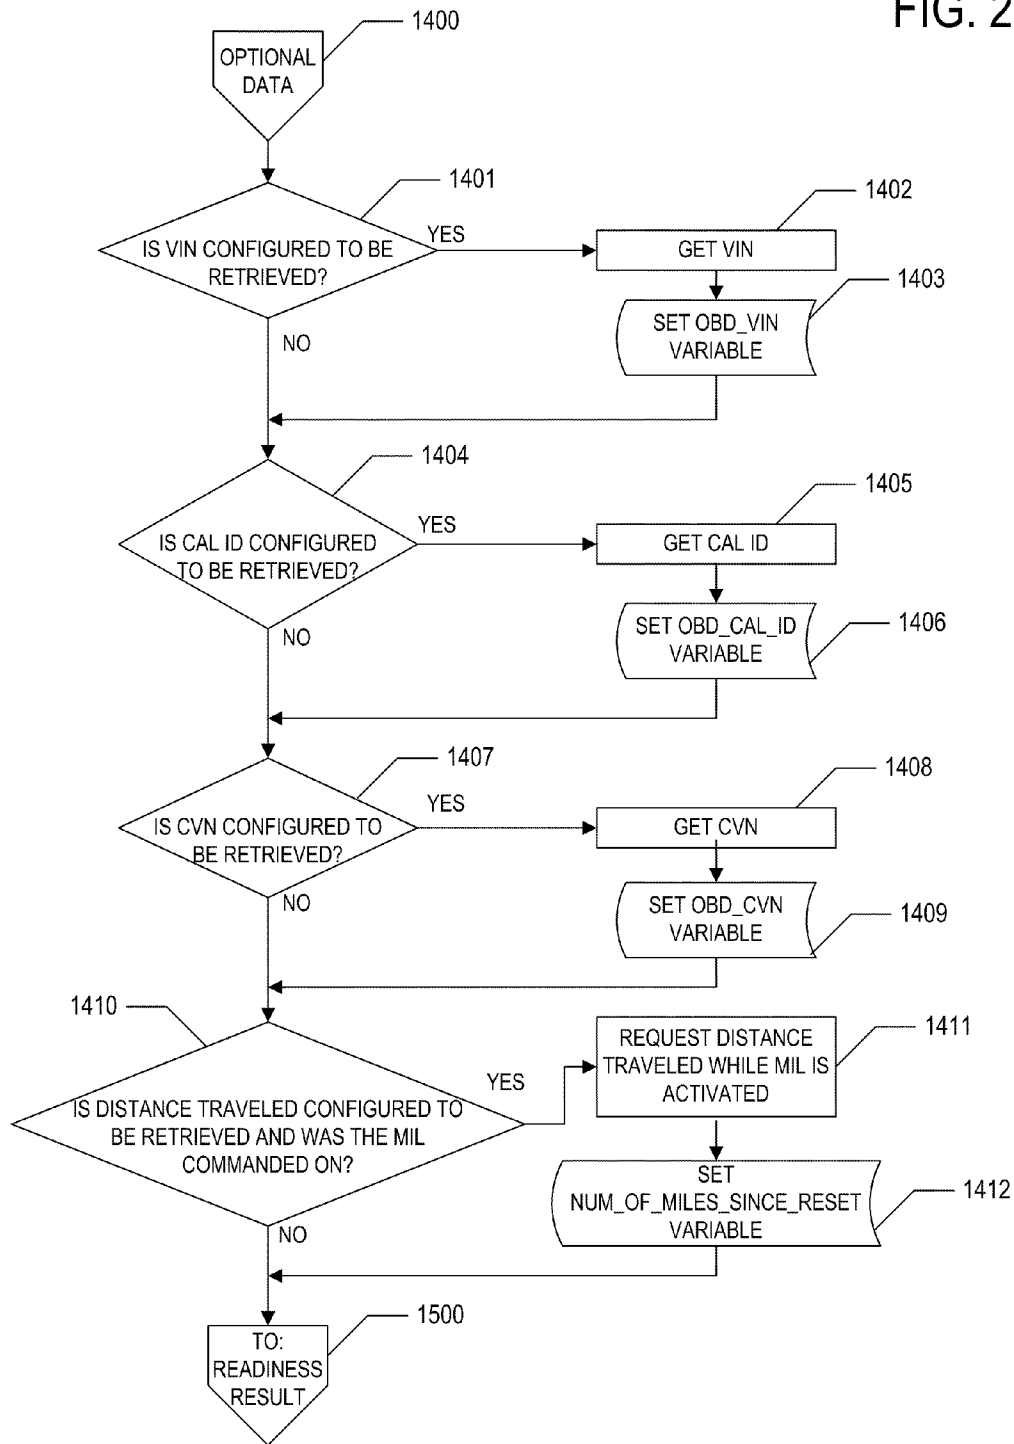 FIG. 2
1400
OPTIONAL
DATA
1401
IS VIN CONFIGURED TO BE
RETRIEVED?
YES
NO
1402
GET VIN
1403
SET OBD_VIN
VARIABLE
1404
IS CAL ID CONFIGURED
TO BE RETRIEVED?
YES
NO
1405
GET CAL ID
1406
SET OBD_CAL_ID
VARIABLE
1407
IS CVN CONFIGURED TO
BE RETRIEVED?
YES
NO
1408
GET CVN
1409
SET OBD_CVN
VARIABLE
1410
IS DISTANCE TRAVELED CONFIGURED TO
BE RETRIEVED AND WAS THE MIL
COMMANDED ON?
YES
NO
1411
REQUEST DISTANCE
TRAVELED WHILE MIL IS
ACTIVATED
1412
SET
NUM_OF_MILES_SINCE_RESET
VARIABLE
1500
TO:
READINESS
RESULT